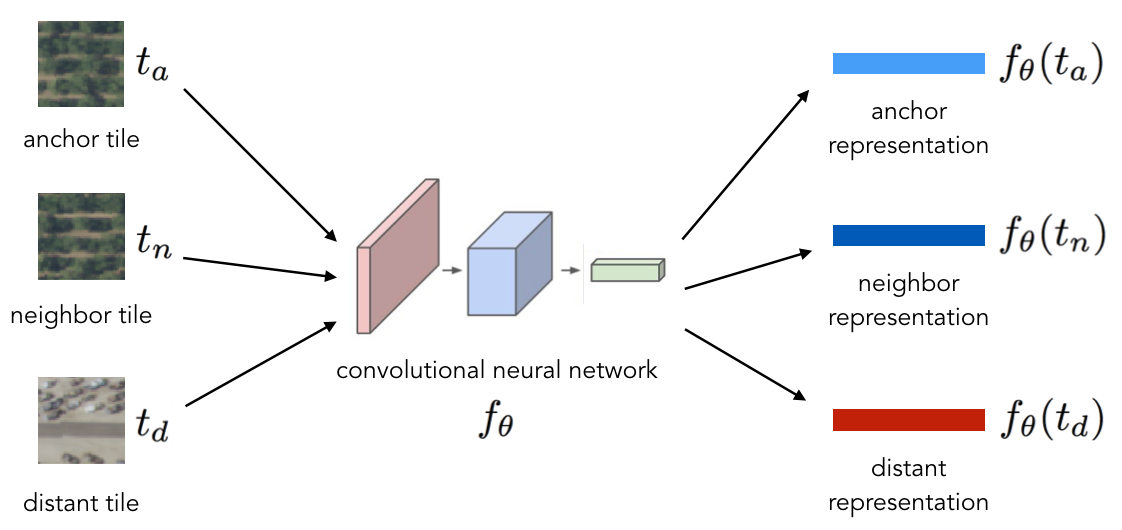 t_a
anchor tile
t_n
neighbor tile
t_d
distant tile
convolutional neural network
f_θ
f_θ(t_a)
anchor
representation
f_θ(t_n)
neighbor
representation
f_θ(t_d)
distant
representation